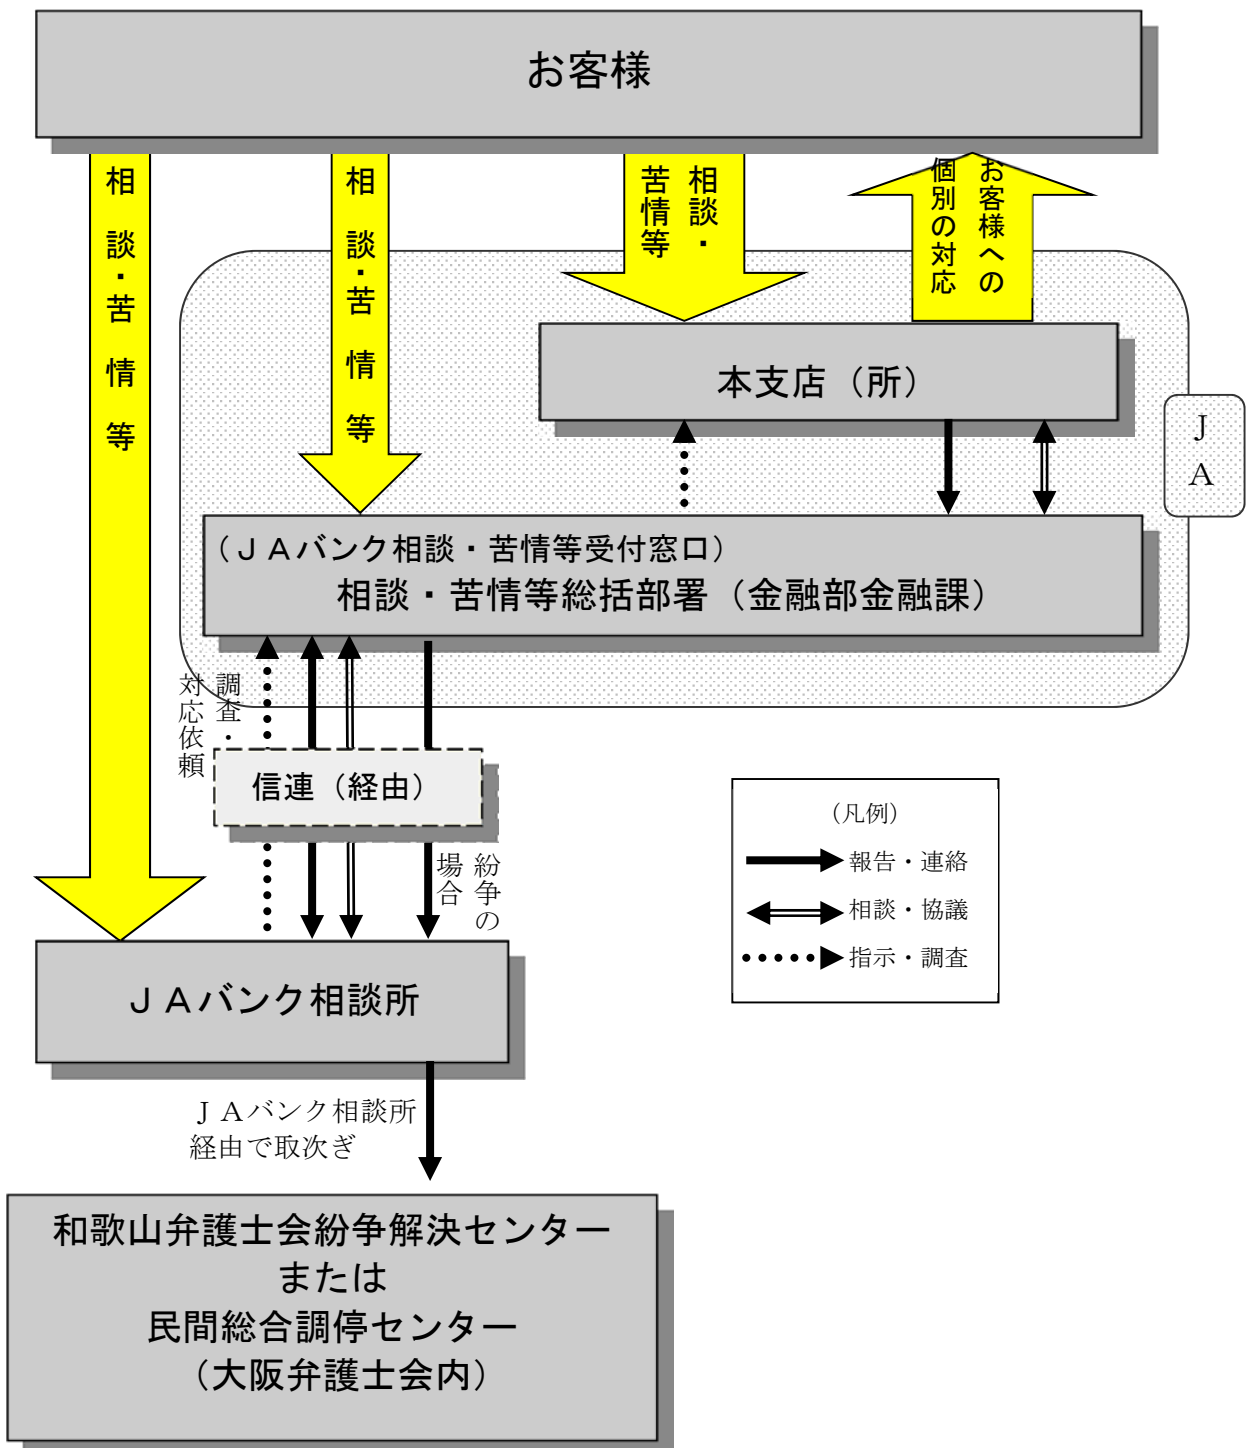 お客様
相談・苦情等
相談・苦情等
相談・
苦情等
お客様への
個別の対応
本支店（所）
ＪＡ
（ＪＡバンク相談・苦情等受付窓口）
相談・苦情等総括部署（金融部金融課）
調査・
対応依頼
信連（経由）
紛争の
場合
（凡例）
報告・連絡
相談・協議
指示・調査
ＪＡバンク相談所
ＪＡバンク相談所
経由で取次ぎ
和歌山弁護士会紛争解決センター
または
民間総合調停センター
（大阪弁護士会内）